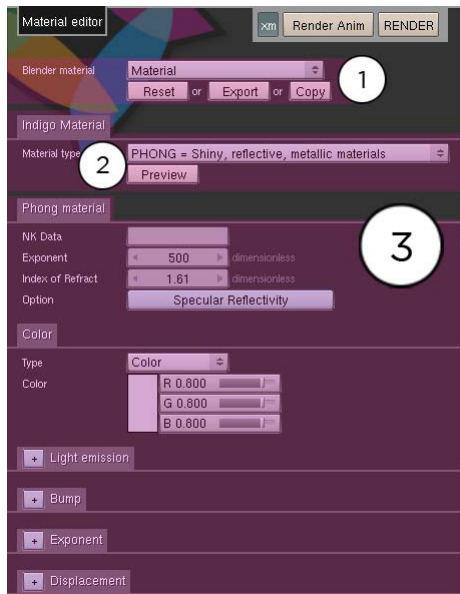 Material editor
xm Render Anim RENDER
Blender material Material
Reset or Export or Copy
1
Indigo Material
Material type PHONG = Shiny, reflective, metallic materials
2
Preview
Phong material
3
NK Data
Exponent 500 dimensionless
Index of Refract 1.61 dimensionless
Option Specular Reflectivity
Color
Type Color
Color R 0.800
G 0.800
B 0.800
+ Light emission
+ Bump
+ Exponent
+ Displacement